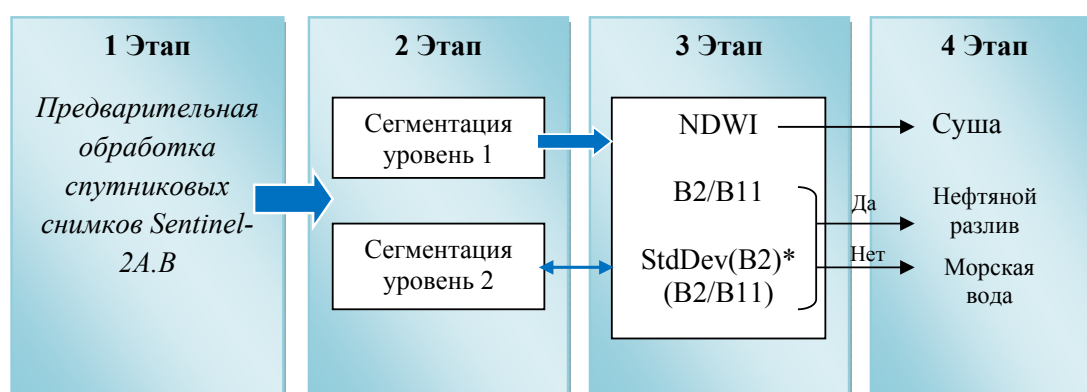 1 Этап
Предварительная
обработка
спутниковых
снимков Sentinel-
2A.B
2 Этап
Сегментация
уровень 1
Сегментация
уровень 2
3 Этап
NDWI
B2/B11
StdDev(B2)*
(B2/B11)
4 Этап
Суша
Да
Нефтяной
разлив
Нет
Морская
вода